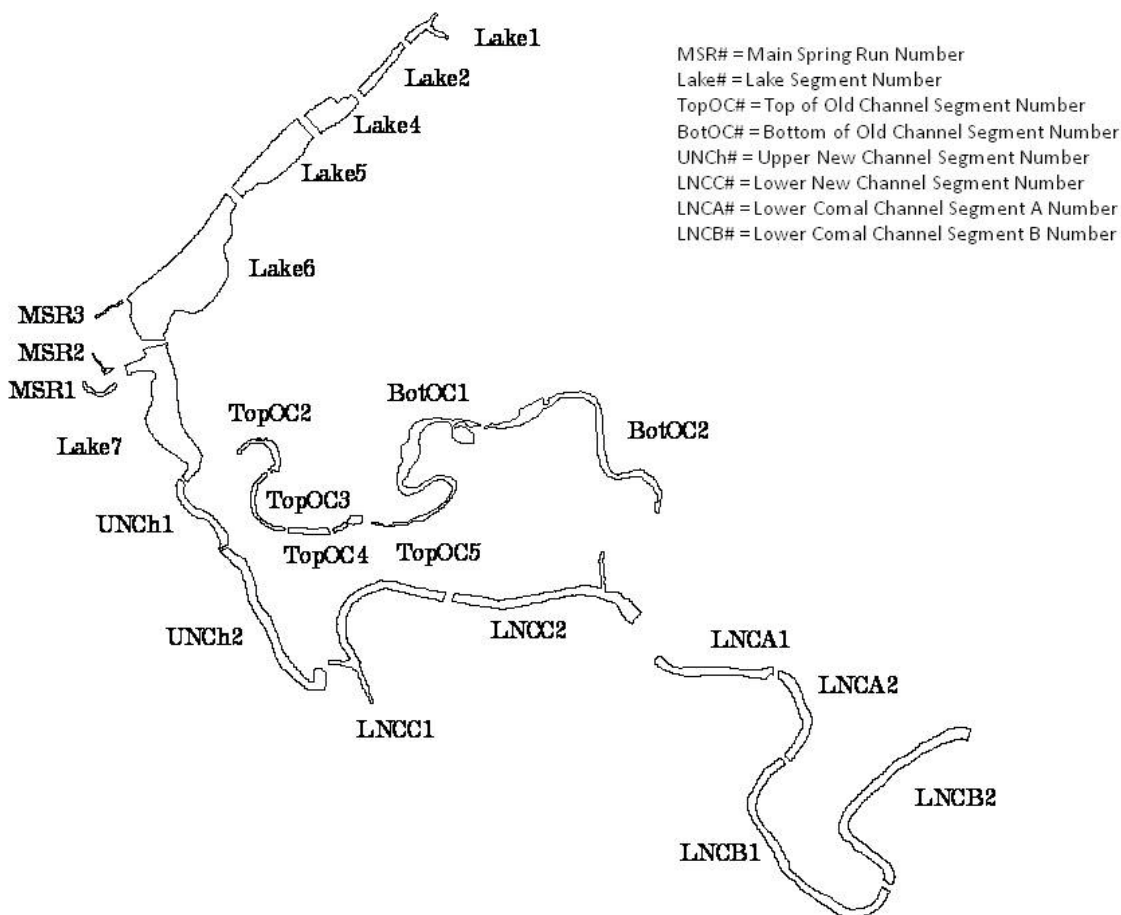 Lake1
Lake2
Lake4
Lake5
Lake6
MSR3
MSR2
MSR1
Lake7
UNCh1
UNCh2
TopOC2
TopOC3
TopOC4
TopOC5
BotOC1
BotOC2
LNCC1
LNCC2
LNCA1
LNCA2
LNCB1
LNCB2
MSR# = Main Spring Run Number
Lake# = Lake Segment Number
TopOC# = Top of Old Channel Segment Number
BotOC# = Bottom of Old Channel Segment Number
UNCh# = Upper New Channel Segment Number
LNCC# = Lower New Channel Segment Number
LNCA# = Lower Comal Channel Segment A Number
LNCB# = Lower Comal Channel Segment B Number